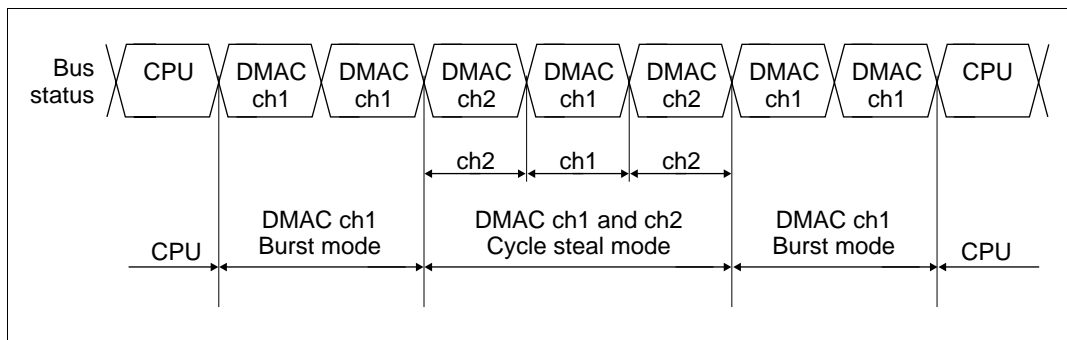 Bus
status
CPU
DMAC
ch1
DMAC
ch1
DMAC
ch2
DMAC
ch1
DMAC
ch2
DMAC
ch1
DMAC
ch1
CPU
ch2
ch1
ch2
CPU
DMAC ch1
Burst mode
DMAC ch1 and ch2
Cycle steal mode
DMAC ch1
Burst mode
CPU